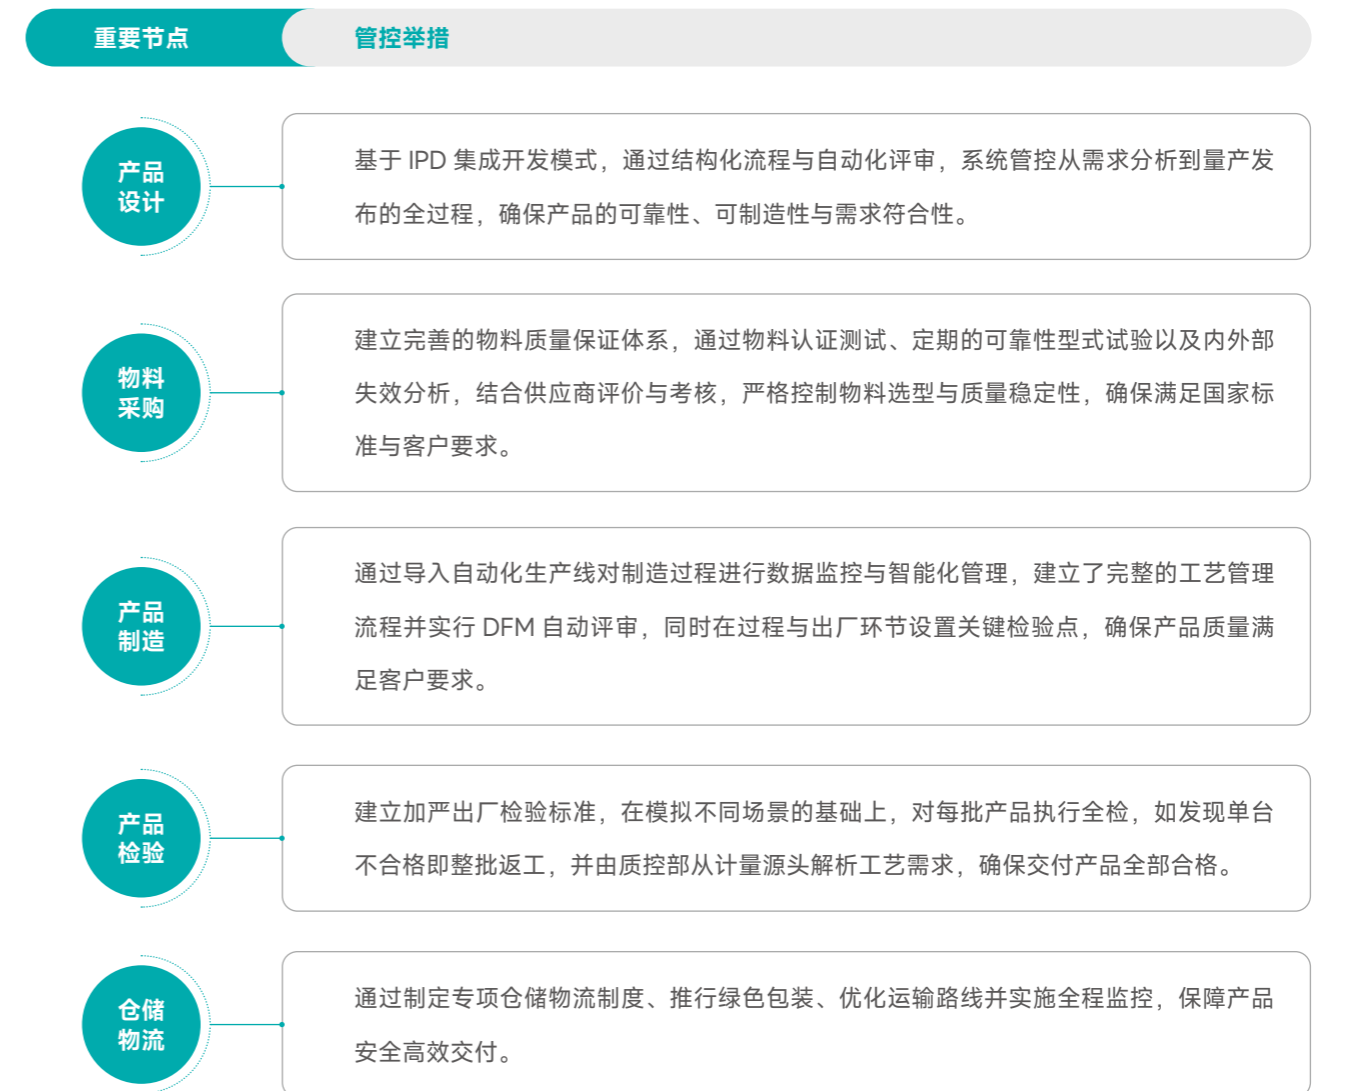 重要节点
管控举措
产品
设计
基于 IPD 集成开发模式，通过结构化流程与自动化评审，系统管控从需求分析到量产发
布的全过程，确保产品的可靠性、可制造性与需求符合性。
物料
采购
建立完善的物料质量保证体系，通过物料认证测试、定期的可靠性型式试验以及内外部
失效分析，结合供应商评价与考核，严格控制物料选型与质量稳定性，确保满足国家标
准与客户要求。
产品
制造
通过导入自动化生产线对制造过程进行数据监控与智能化管理，建立了完整的工艺管理
流程并实行 DFM 自动评审，同时在过程与出厂环节设置关键检验点，确保产品质量满
足客户要求。
产品
检验
建立加严出厂检验标准，在模拟不同场景的基础上，对每批产品执行全检，如发现单台
不合格即整批返工，并由质控部从计量源头解析工艺需求，确保交付产品全部合格。
仓储
物流
通过制定专项仓储物流制度、推行绿色包装、优化运输路线并实施全程监控，保障产品
安全高效交付。